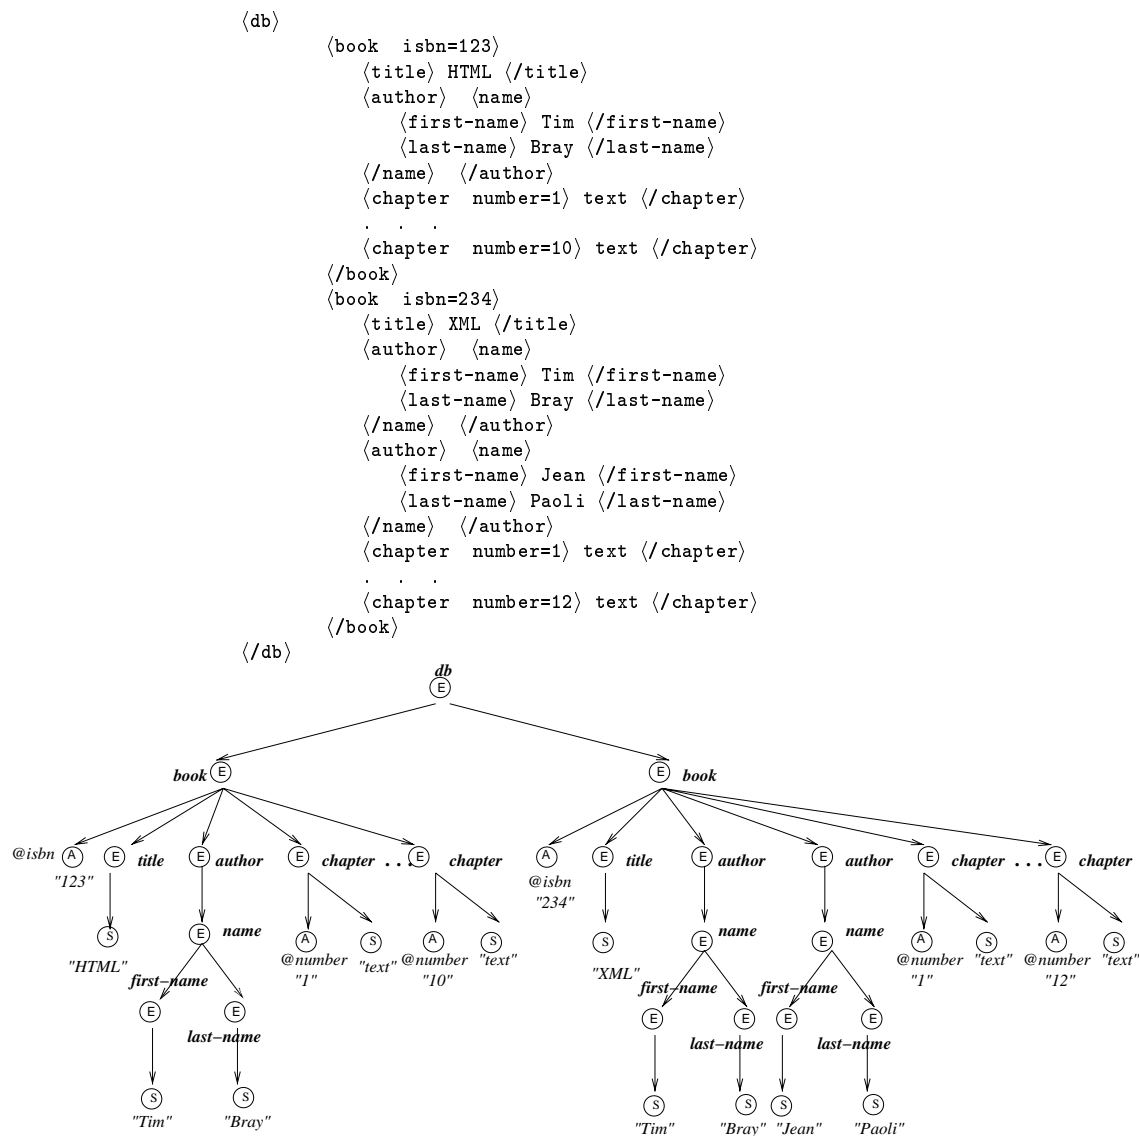 ⟨db⟩
⟨book isbn=123⟩
⟨title⟩ HTML ⟨/title⟩
⟨author⟩ ⟨name⟩
⟨first-name⟩ Tim ⟨/first-name⟩
⟨last-name⟩ Bray ⟨/last-name⟩
⟨/name⟩ ⟨/author⟩
⟨chapter number=1⟩ text ⟨/chapter⟩
. . .
⟨chapter number=10⟩ text ⟨/chapter⟩
⟨/book⟩
⟨book isbn=234⟩
⟨title⟩ XML ⟨/title⟩
⟨author⟩ ⟨name⟩
⟨first-name⟩ Tim ⟨/first-name⟩
⟨last-name⟩ Bray ⟨/last-name⟩
⟨/name⟩ ⟨/author⟩
⟨author⟩ ⟨name⟩
⟨first-name⟩ Jean ⟨/first-name⟩
⟨last-name⟩ Paoli ⟨/last-name⟩
⟨/name⟩ ⟨/author⟩
⟨chapter number=1⟩ text ⟨/chapter⟩
. . .
⟨chapter number=12⟩ text ⟨/chapter⟩
⟨/book⟩
⟨/db⟩
db
E
book E E book
@isbn A E title E author E chapter ... E chapter A E title E author E author E chapter ... E chapter
"123" @isbn
"234"
S E name A S A S S E name E name A S A S
"HTML" @number "text" @number "text" "XML" @number "text" @number "text"
"1" "10" "1" "12"
first–name first–name first–name
E E E E E E
last–name last–name last–name
S S S S S S
"Tim" "Bray" "Tim" "Bray" "Jean" "Paoli"